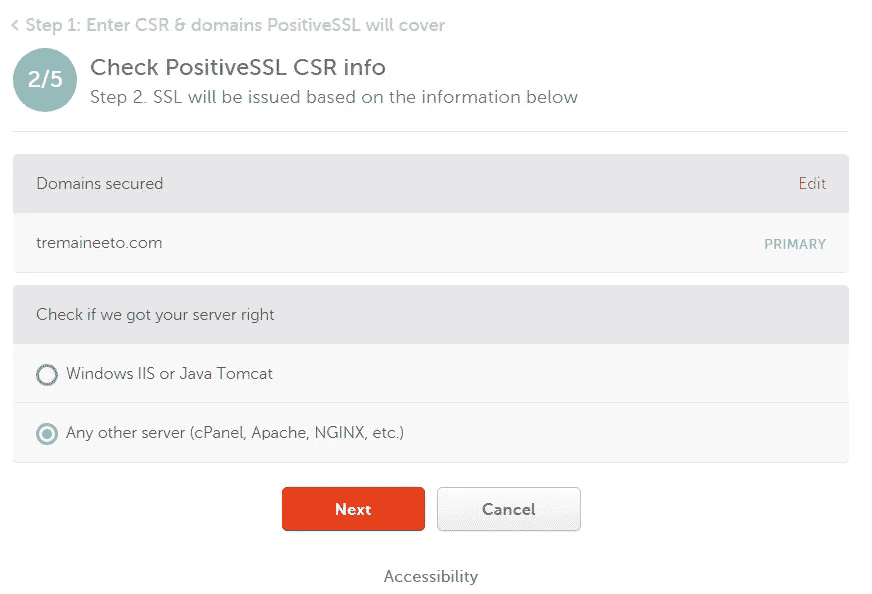 < Step 1: Enter CSR & domains PositiveSSL will cover
2/5
Check PositiveSSL CSR info
Step 2. SSL will be issued based on the information below
Domains secured Edit
tremaineeto.com PRIMARY
Check if we got your server right
Windows IIS or Java Tomcat
Any other server (cPanel, Apache, NGINX, etc.)
Next Cancel
Accessibility